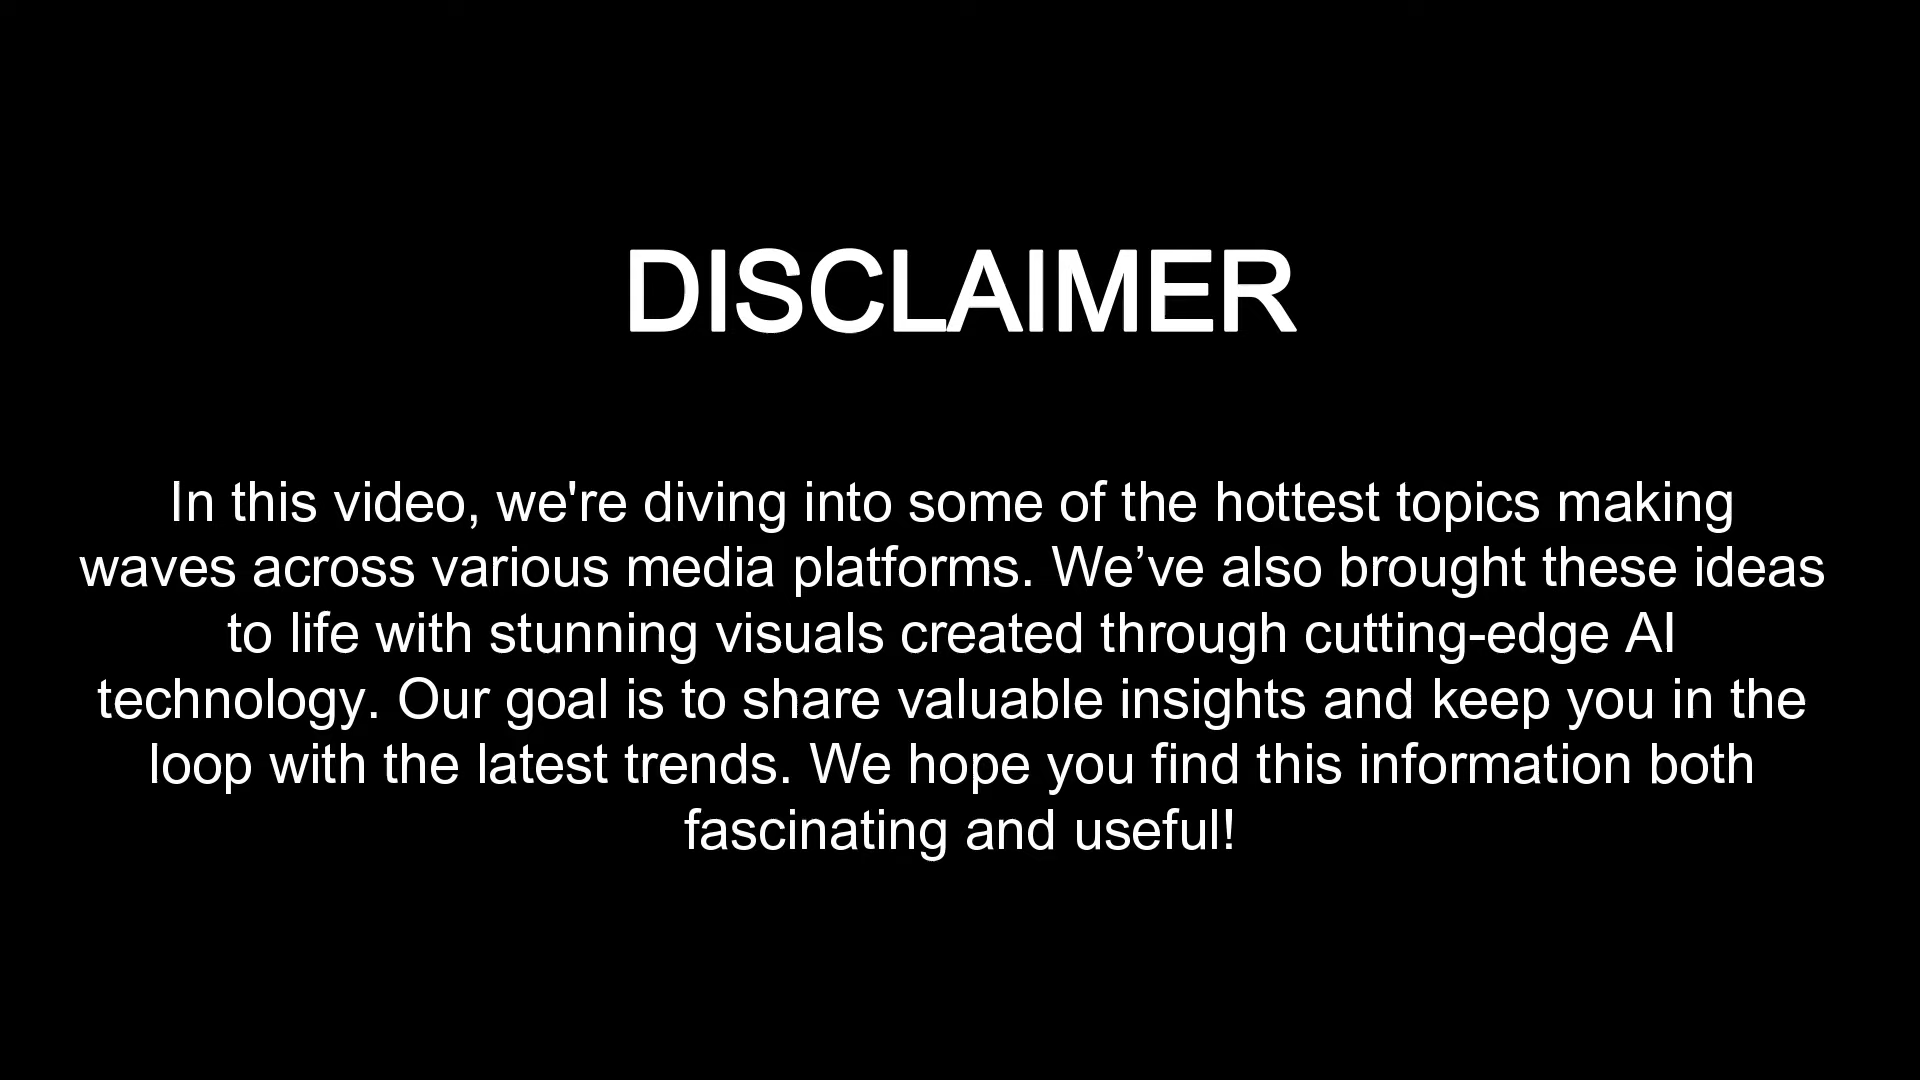 DISCLAIMER
In this video, we're diving into some of the hottest topics making
waves across various media platforms. We’ve also brought these ideas
to life with stunning visuals created through cutting-edge AI
technology. Our goal is to share valuable insights and keep you in the
loop with the latest trends. We hope you find this information both
fascinating and useful!